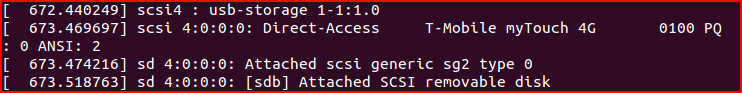 [  672.440249] scsi4 : usb-storage 1-1:1.0
[  673.469697] scsi 4:0:0:0: Direct-Access     T-Mobile myTouch 4G       0100 PQ
: 0 ANSI: 2
[  673.474216] sd 4:0:0:0: Attached scsi generic sg2 type 0
[  673.518763] sd 4:0:0:0: [sdb] Attached SCSI removable disk